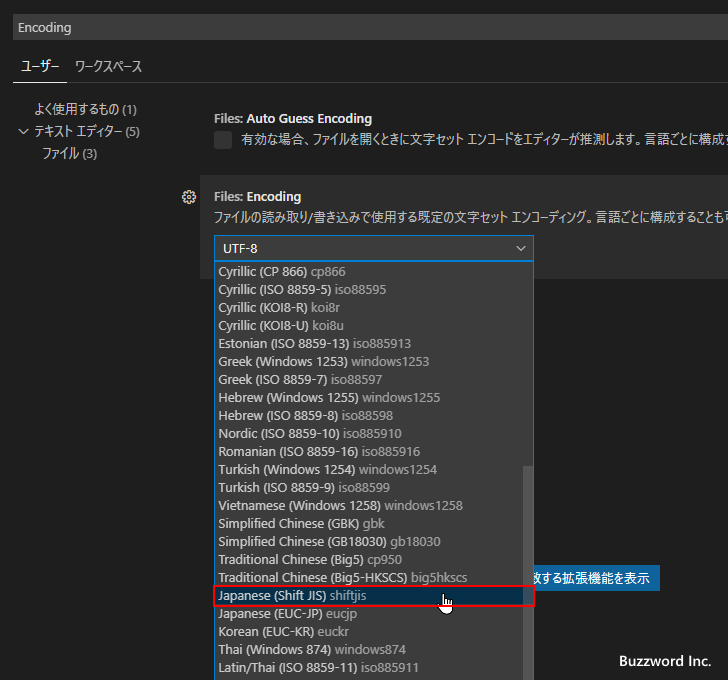 Encoding
ユーザー ワークスペース
よく使用するもの (1)
テキスト エディター (5)
ファイル (3)
Files: Auto Guess Encoding
有効な場合、ファイルを開くときに文字セット エンコードをエディターが推測します。言語ごとに構成す
Files: Encoding
ファイルの読み取り/書き込みで使用する既定の文字セット エンコーディング。言語ごとに構成することも
UTF-8
Cyrillic (CP 866) cp866
Cyrillic (ISO 8859-5) iso88595
Cyrillic (KOI8-R) koi8r
Cyrillic (KOI8-U) koi8u
Estonian (ISO 8859-13) iso885913
Greek (Windows 1253) windows1253
Greek (ISO 8859-7) iso88597
Hebrew (Windows 1255) windows1255
Hebrew (ISO 8859-8) iso88598
Nordic (ISO 8859-10) iso885910
Romanian (ISO 8859-16) iso885916
Turkish (Windows 1254) windows1254
Turkish (ISO 8859-9) iso88599
Vietnamese (Windows 1258) windows1258
Simplified Chinese (GBK) gbk
Simplified Chinese (GB18030) gb18030
Traditional Chinese (Big5) cp950
Traditional Chinese (Big5-HKSCS) big5hkscs
する拡張機能を表示
Japanese (Shift JIS) shiftjis
Japanese (EUC-JP) eucjp
Korean (EUC-KR) euckr
Thai (Windows 874) windows874
Latin/Thai (ISO 8859-11) iso885911
Buzzword Inc.